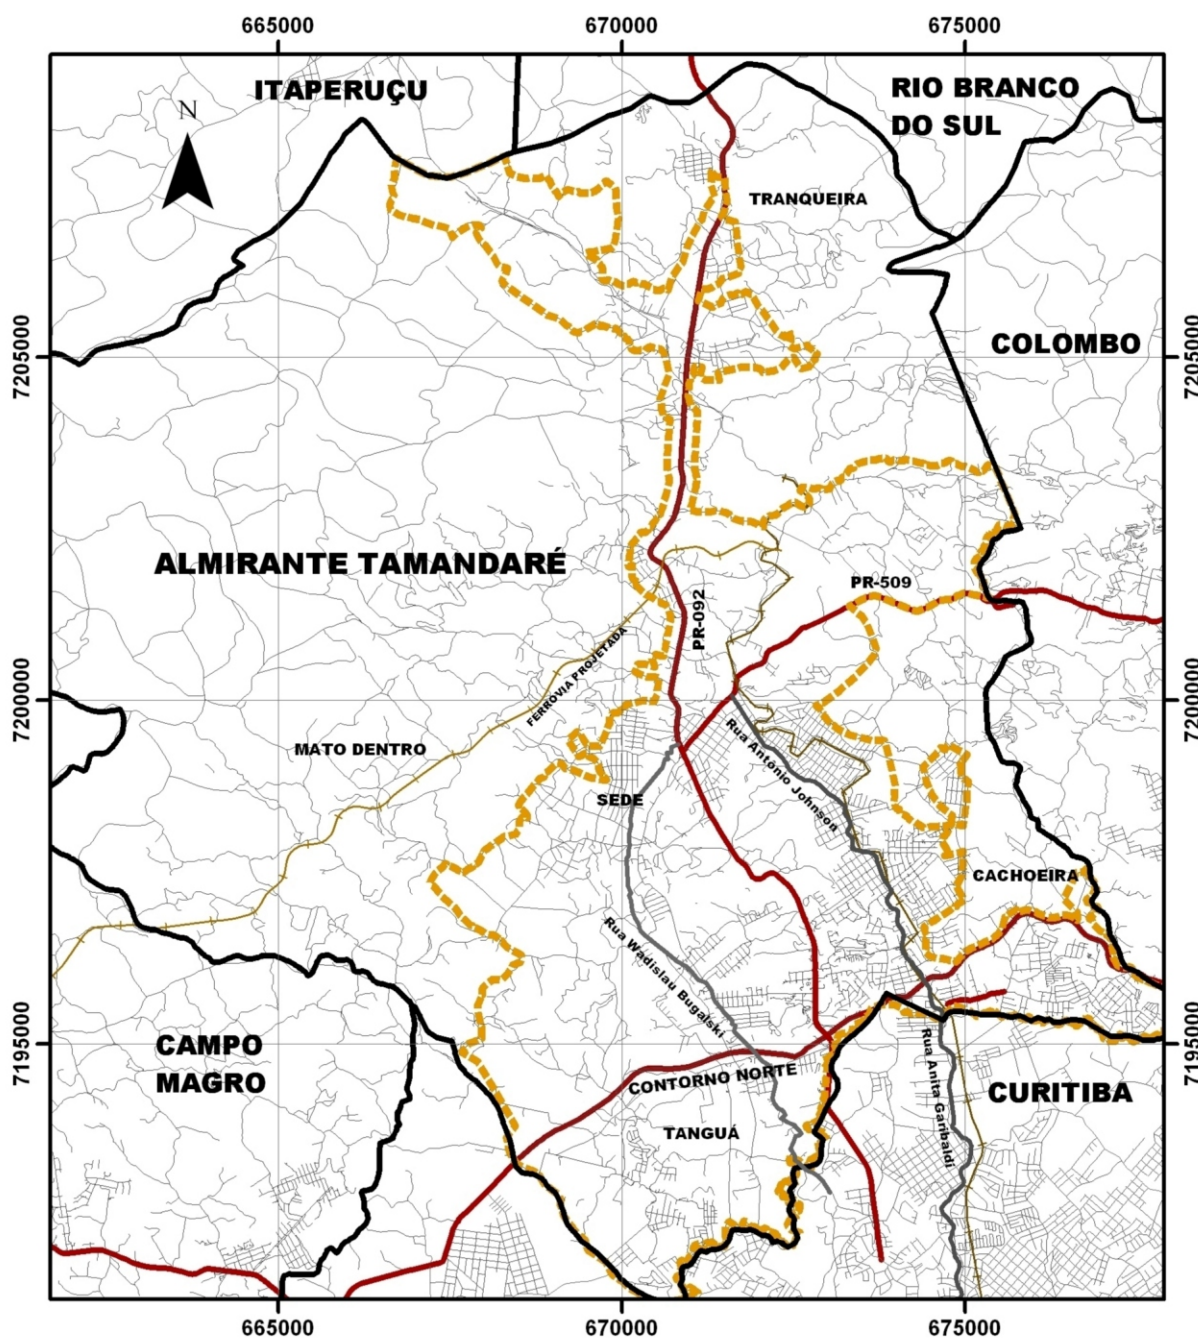 665000
670000
675000
ITAPERUÇU
RIO BRANCO
DO SUL
N
TRANQUEIRA
7205000
7205000
COLOMBO
ALMIRANTE TAMANDARÉ
PR-509
PR-092
FERROVIA PROJETADA
7200000
7200000
MATO DENTRO
Rua Antônio Johnson
SEDE
CACHOEIRA
Rua Wadislau Bugalski
7195000
7195000
CAMPO
MAGRO
CONTORNO NORTE
Rua Anita Garibaldi
CURITIBA
TANGUÁ
665000
670000
675000